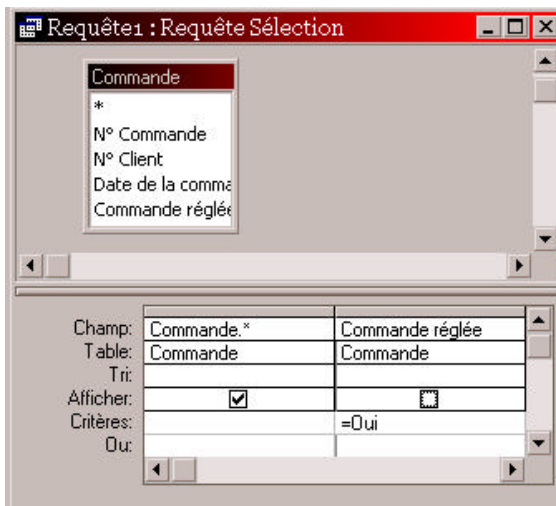 Requête1 : Requête Sélection
Commande
*
N° Commande
N° Client
Date de la comma
Commande réglée
Champ: Commande.* Commande réglée
Table: Commande Commande
Tri:
Afficher:
Critères: =Oui
Ou: